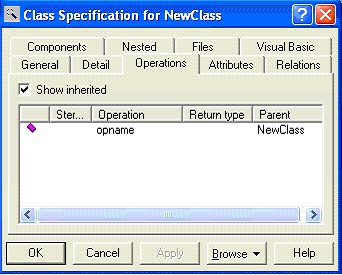 Class Specification for NewClass
Components Nested Files Visual Basic
General Detail Operations Attributes Relations
Show inherited
Ster... Operation Return type Parent
opname NewClass
OK Cancel Apply Browse Help